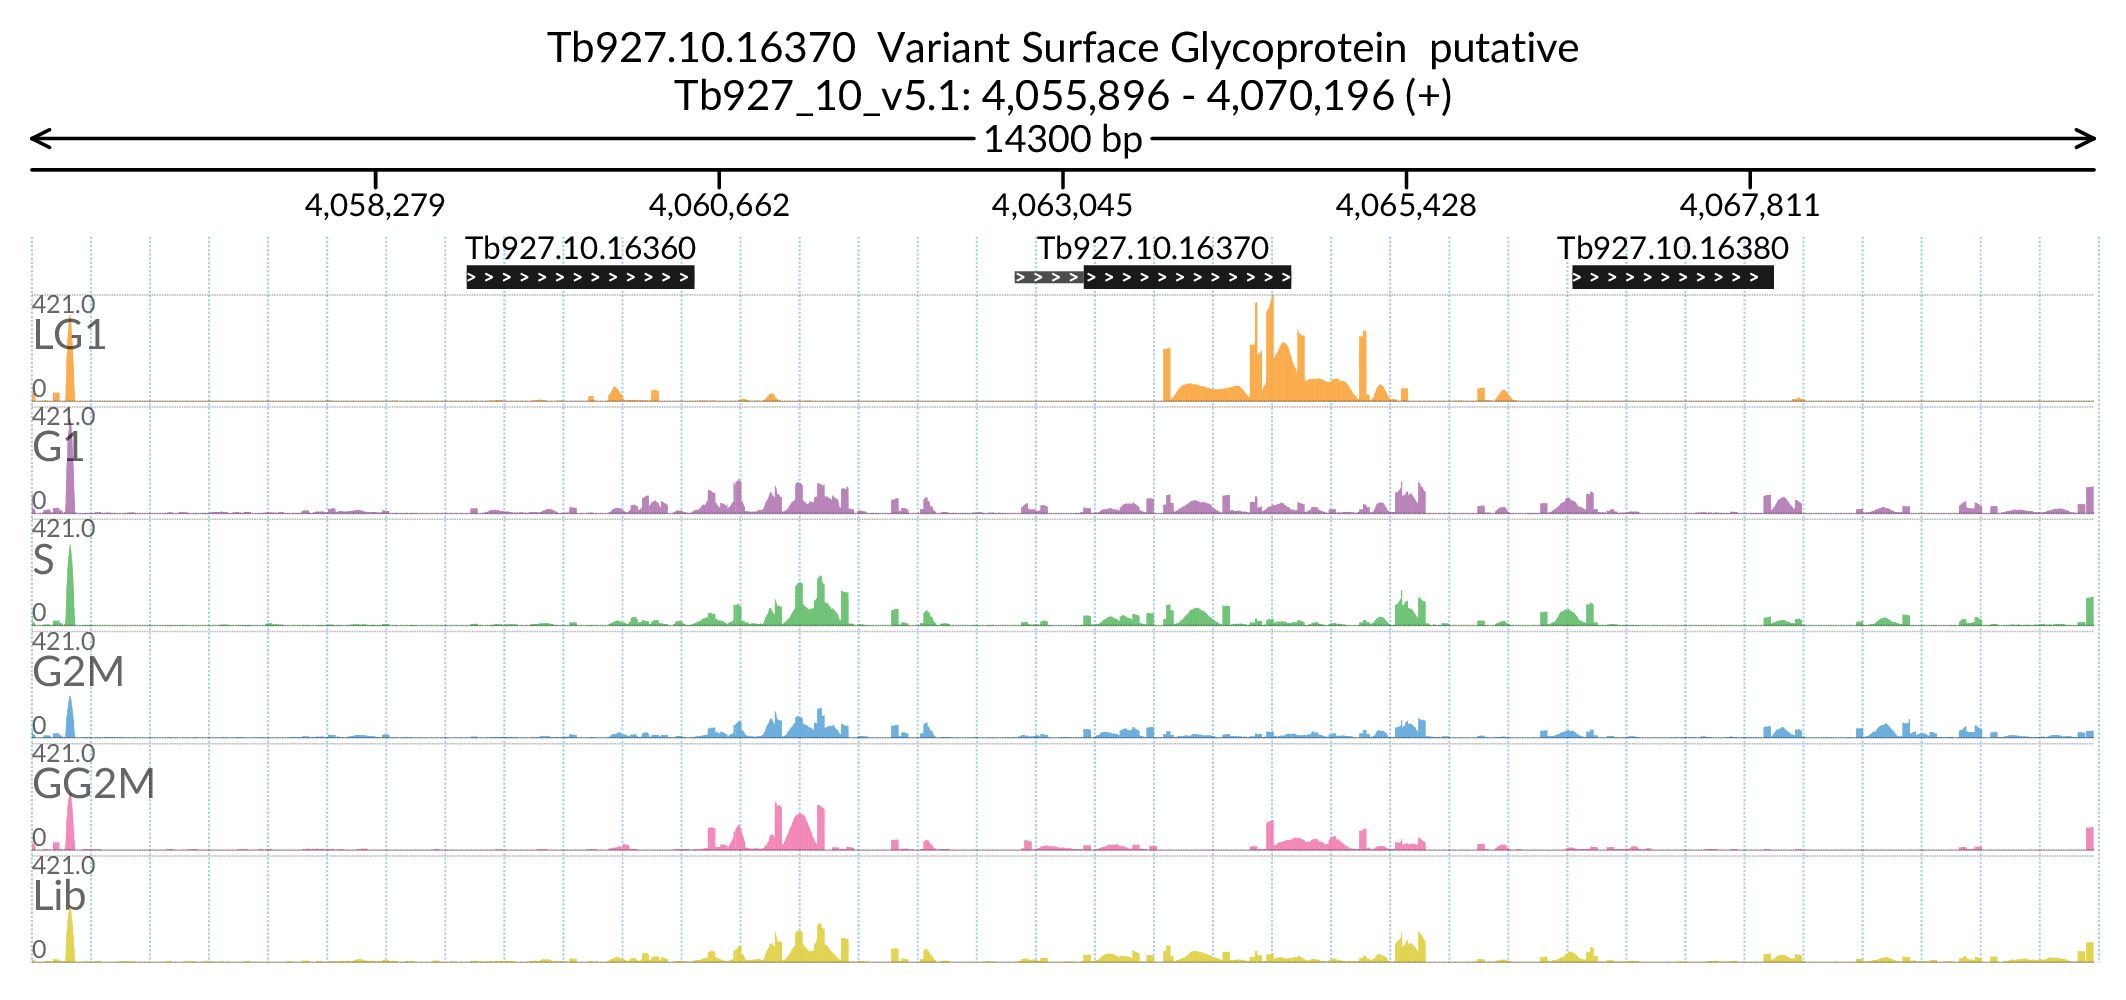 Tb927.10.16370  Variant Surface Glycoprotein  putative
Tb927_10_v5.1: 4,055,896 - 4,070,196 (+)
14300 bp
4,058,279 4,060,662 4,063,045 4,065,428 4,067,811
Tb927.10.16360 Tb927.10.16370 Tb927.10.16380
421.0
LG1
0
421.0
G1
0
421.0
S
0
421.0
G2M
0
421.0
GG2M
0
421.0
Lib
0